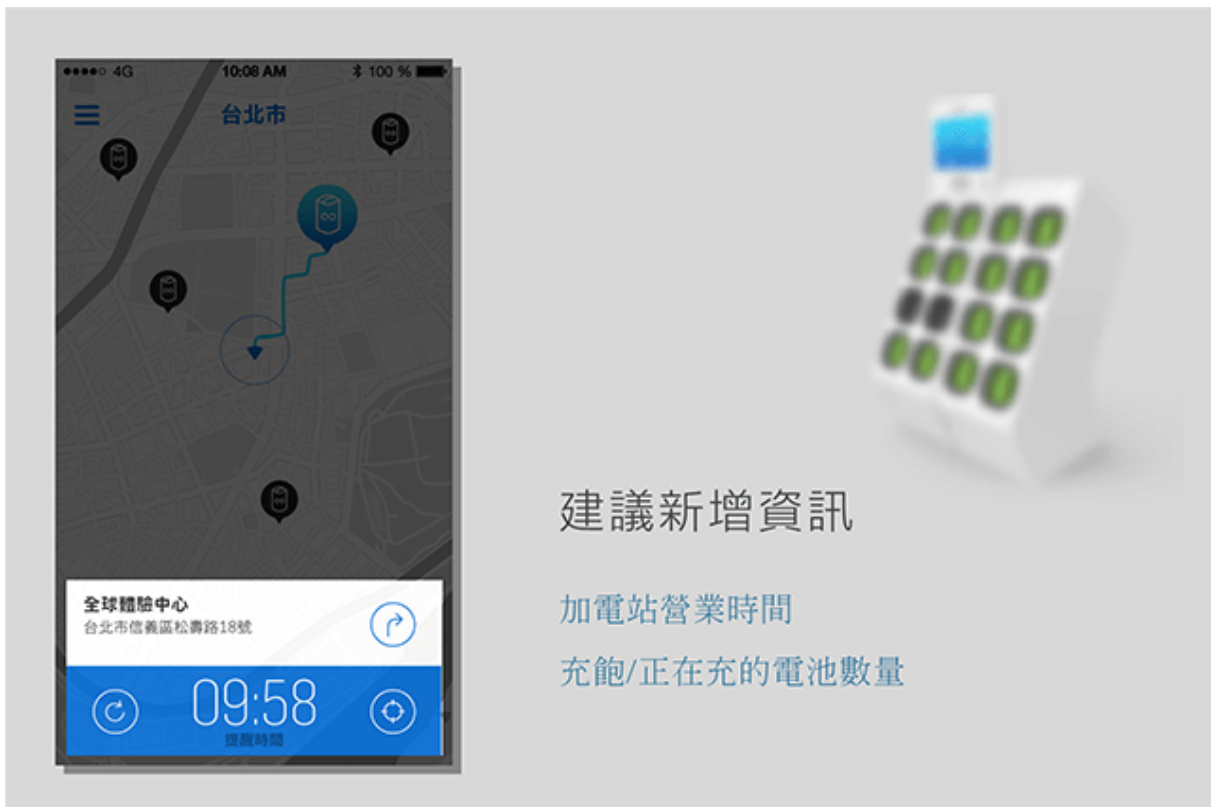 4G 10:08 AM 100 %
台北市
全球體驗中心
台北市信義區松壽路18號
09:58
提醒時間
建議新增資訊
加電站營業時間
充飽/正在充的電池數量